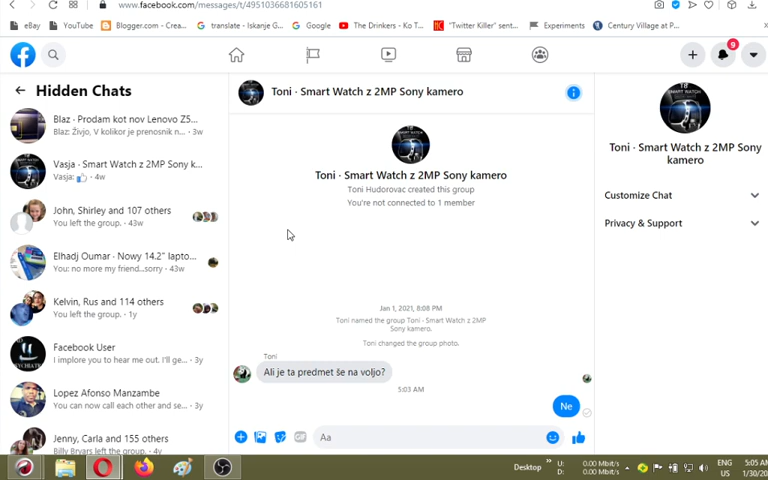 www.facebook.com/messages/t/4951036681605161
eBay
YouTube
Blogger.com - Crea...
translate - Iskanje G...
Google
The Drinkers - Ko T...
"Twitter Killer" sent...
Experiments
Century Village at P...
9
Hidden Chats
Blaz · Prodam kot nov Lenovo Z5...
Blaz: Živjo, V kolikor je prenosnik n... · 3w
Vasja · Smart Watch z 2MP Sony k...
Vasja: · 4w
John, Shirley and 107 others
You left the group. · 43w
Elhadj Oumar · Nowy 14.2" lapto...
You: no more my friend...sorry · 43w
Kelvin, Rus and 114 others
You left the group. · 1y
Facebook User
I implore you to hear me out. I'll ge... · 3y
Lopez Afonso Manzambe
You can now call each other and se... · 3y
Jenny, Carla and 155 others
Billy Bryars left the group. · 3y
Toni · Smart Watch z 2MP Sony kamero
Toni · Smart Watch z 2MP Sony kamero
Toni Hudorovac created this group
You're not connected to 1 member
Jan 1, 2021, 8:08 PM
Toni named the group Toni · Smart Watch z 2MP
Sony kamero.
Toni changed the group photo.
Toni
Ali je ta predmet še na voljo?
5:03 AM
Ne
GIF
Aa
SMART WATCH
Toni · Smart Watch z 2MP Sony
kamero
Customize Chat
Privacy & Support
Desktop
U: 0.00 Mbit/s
D: 0.00 Mbit/s
ENG
US
5:05 AM
1/30/20